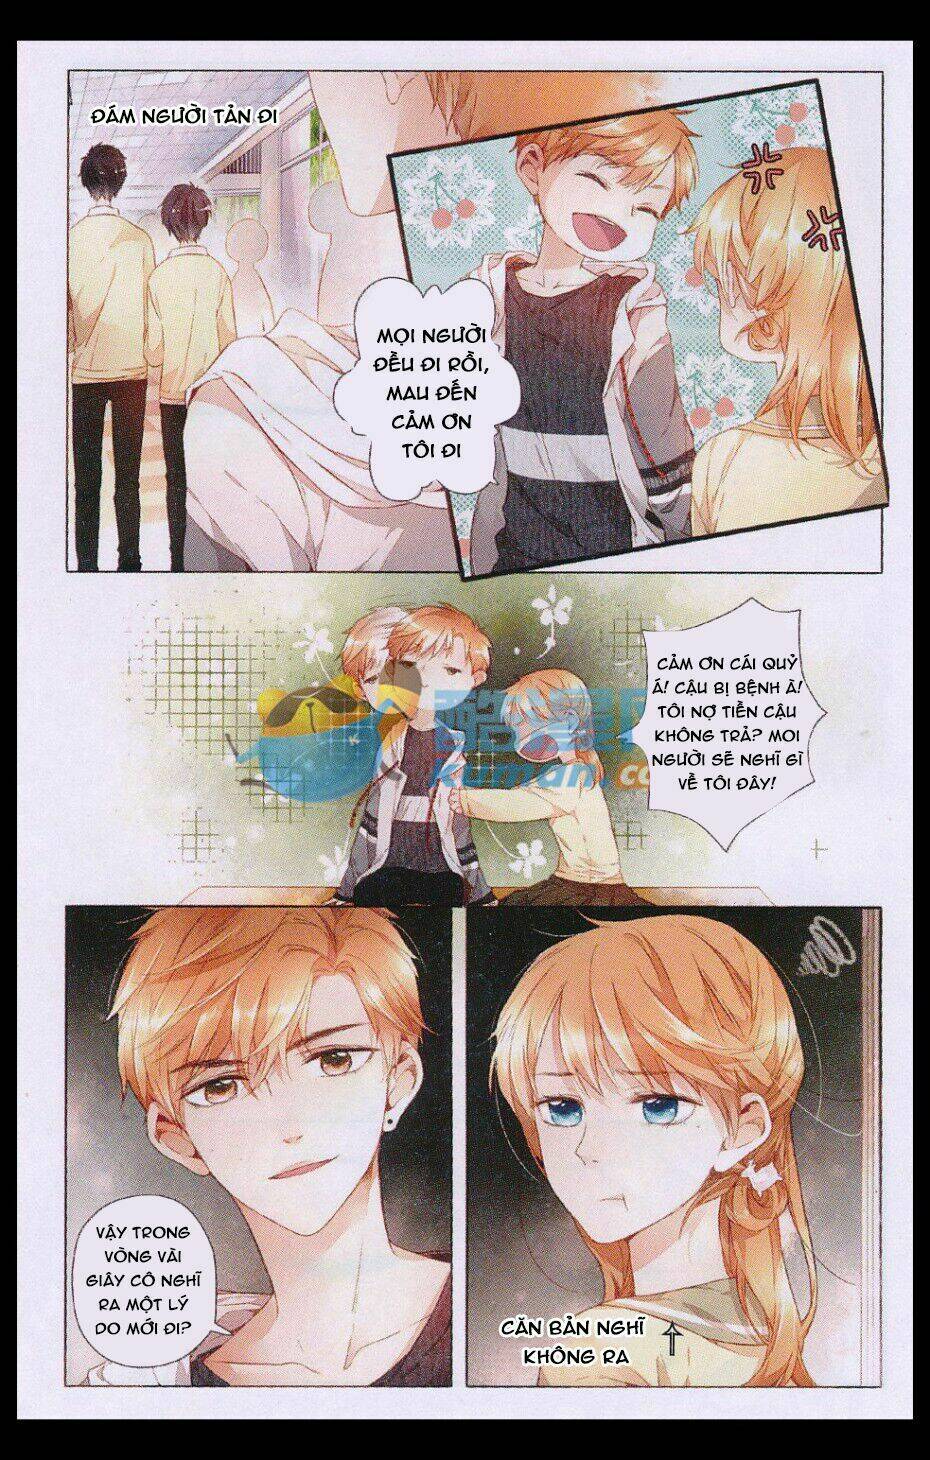 ĐÁM NGƯỜI TẢN ĐI
MỌI NGƯỜI
ĐỀU ĐI RỒI,
MAU ĐẾN
CẢM ƠN
TÔI ĐI
CẢM ƠN CÁI QUỶ
Á! CẬU BỊ BỆNH À!
TÔI NỢ TIỀN CẬU
KHÔNG TRẢ? MOI
NGƯỜI SẼ NGHĨ GÌ
VỀ TÔI ĐÂY!
kuman.
VẬY TRONG
VÒNG VÀI
GIÂY CÔ NGHĨ
RA MỘT LÝ
DO MỚI ĐI?
CĂN BẢN NGHĨ
KHÔNG RA